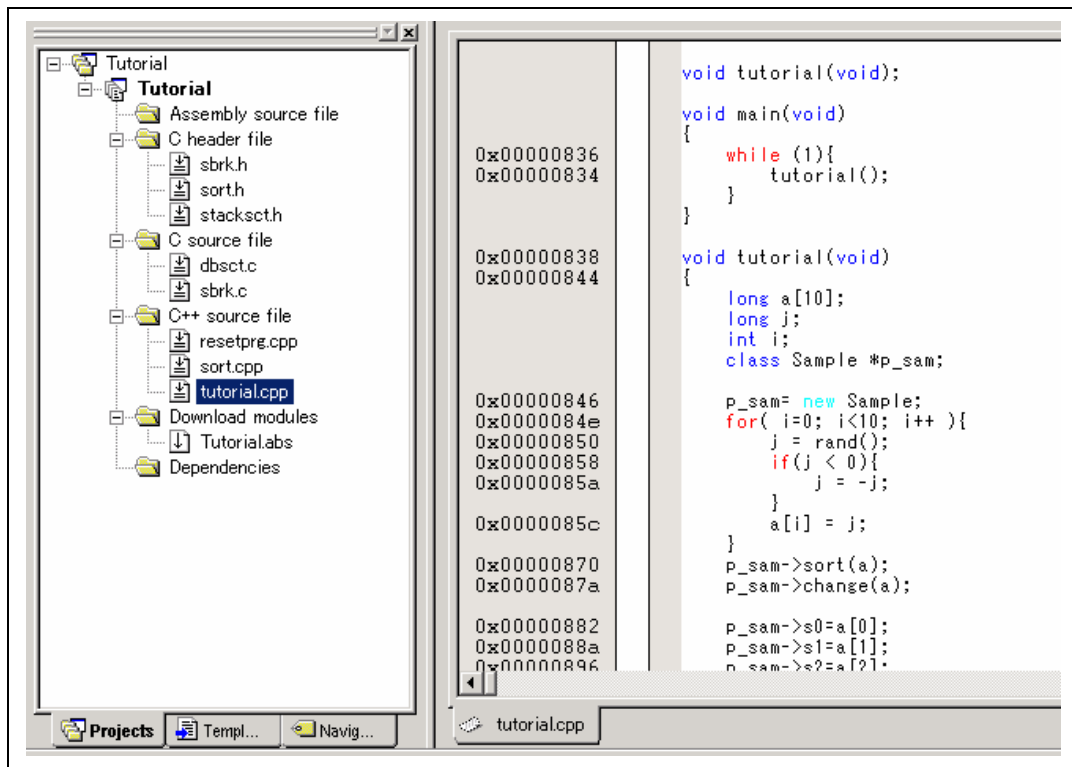 Tutorial
Tutorial
Assembly source file
C header file
sbrk.h
sort.h
stacksct.h
C source file
dbsct.c
sbrk.c
C++ source file
resetprg.cpp
sort.cpp
tutorial.cpp
Download modules
Tutorial.abs
Dependencies
Projects
Templ...
Navig...
void tutorial(void);
void main(void)
{
0x00000836 while (1){
0x00000834 tutorial();
}
}
0x00000838 void tutorial(void)
0x00000844 {
long a[10];
long j;
int i;
class Sample *p_sam;
0x00000846 p_sam= new Sample;
0x0000084e for( i=0; i<10; i++ ){
0x00000850 j = rand();
0x00000858 if(j < 0){
0x0000085a j = -j;
}
0x0000085c a[i] = j;
}
0x00000870 p_sam->sort(a);
0x0000087a p_sam->change(a);
0x00000882 p_sam->s0=a[0];
0x0000088a p_sam->s1=a[1];
0x00000896 p_sam->s2=a[2];
tutorial.cpp